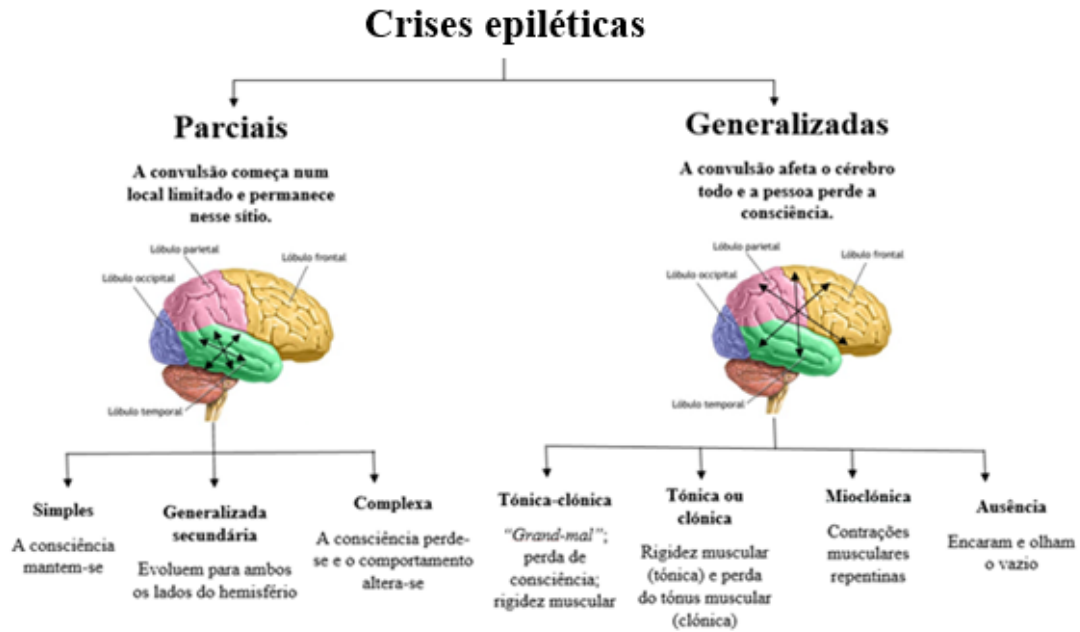 Crises epiléticas
Parciais
A convulsão começa num
local limitado e permanece
nesse sítio.
Lóbulo parietal
Lóbulo frontal
Lóbulo occipital
Lóbulo temporal
Simples
A consciência
mantem-se
Generalizada
secundária
Evoluem para ambos
os lados do hemisfério
Complexa
A consciência perde-
se e o comportamento
altera-se
Generalizadas
A convulsão afeta o cérebro
todo e a pessoa perde a
consciência.
Lóbulo parietal
Lóbulo frontal
Lóbulo occipital
Lóbulo temporal
Tónica-clónica
“Grand-mal”;
perda de
consciência;
rigidez muscular
Tónica ou
clónica
Rigidez muscular
(tónica) e perda
do tónus muscular
(clónica)
Mioclónica
Contrações
musculares
repentinas
Ausência
Encaram e olham
o vazio